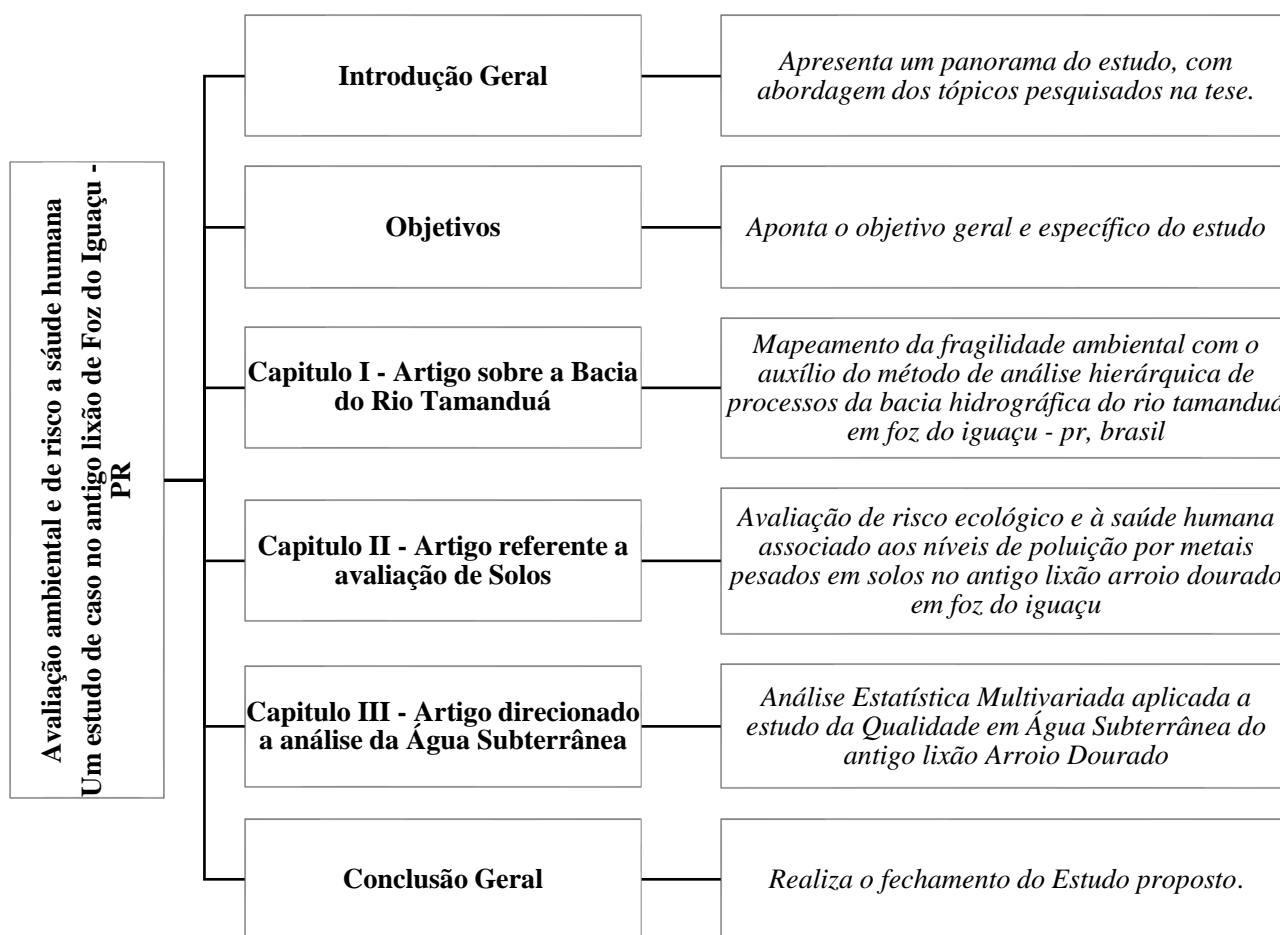 Avaliação ambiental e de risco a sáude humana
Um estudo de caso no antigo lixão de Foz do Iguaçu -
PR
Introdução Geral
Apresenta um panorama do estudo, com
abordagem dos tópicos pesquisados na tese.
Objetivos
Aponta o objetivo geral e específico do estudo
Capitulo I - Artigo sobre a Bacia
do Rio Tamanduá
Mapeamento da fragilidade ambiental com o
auxílio do método de análise hierárquica de
processos da bacia hidrográfica do rio tamanduá
em foz do iguaçu - pr, brasil
Capitulo II - Artigo referente a
avaliação de Solos
Avaliação de risco ecológico e à saúde humana
associado aos níveis de poluição por metais
pesados em solos no antigo lixão arroio dourado
em foz do iguaçu
Capitulo III - Artigo direcionado
a análise da Água Subterrânea
Análise Estatística Multivariada aplicada a
estudo da Qualidade em Água Subterrânea do
antigo lixão Arroio Dourado
Conclusão Geral
Realiza o fechamento do Estudo proposto.